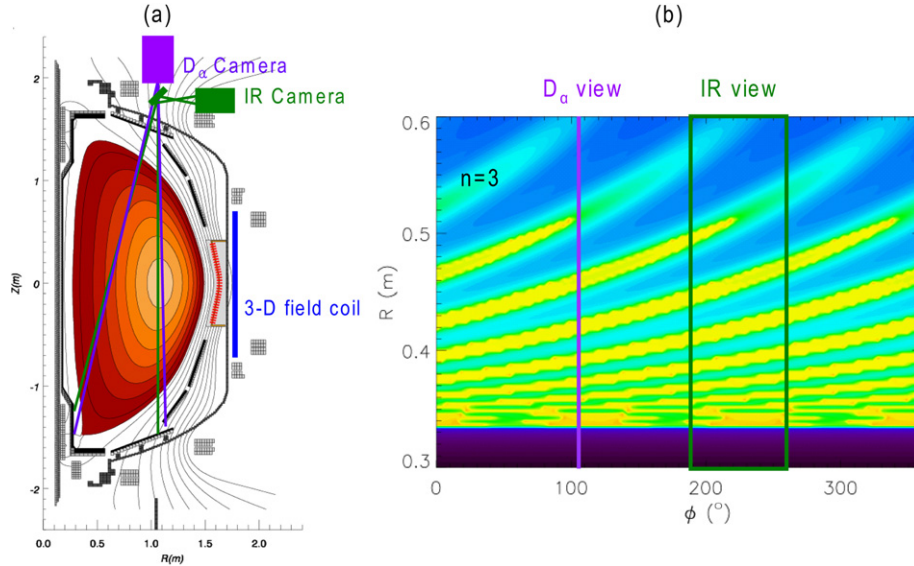 (a)
(b)
Dα Camera
IR Camera
3-D field coil
Z(m)
2
1
0
-1
-2
0.0 0.5 1.0 1.5 2.0
R(m)
Dα view
IR view
n=3
R (m)
0.6
0.5
0.4
0.3
0 100 200 300
ϕ (°)